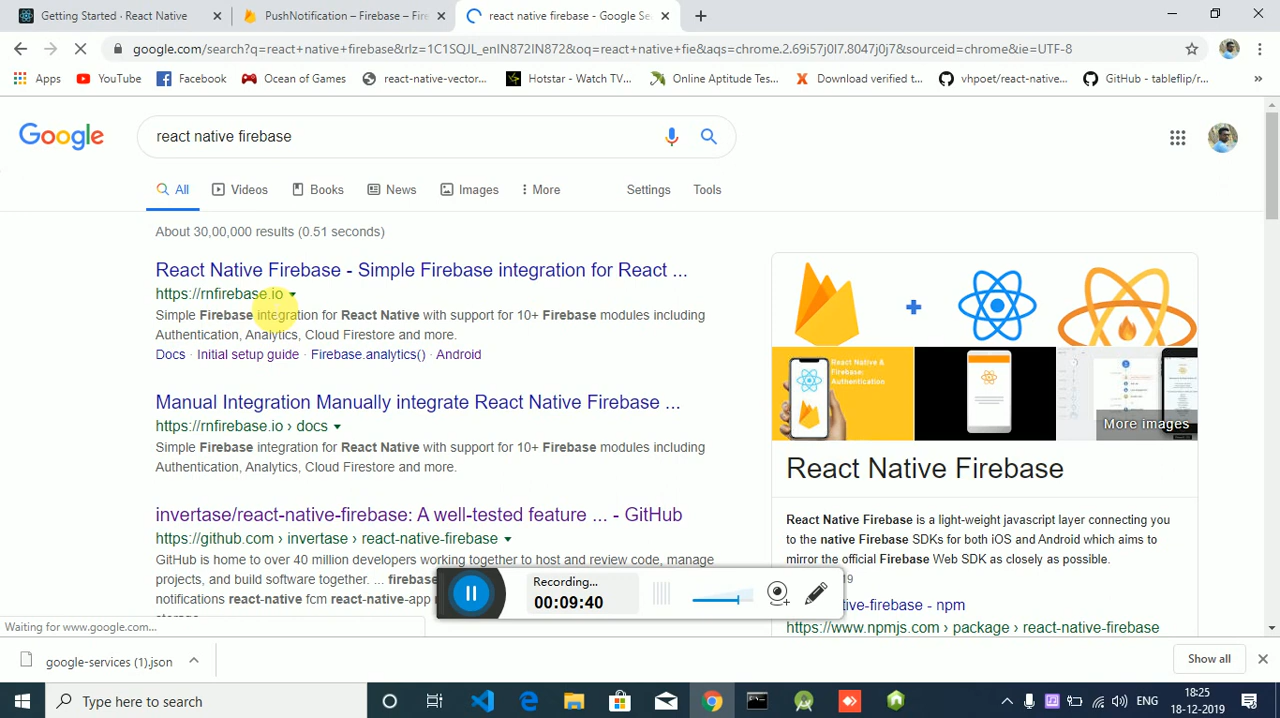 Getting Started · React Native
PushNotification – Firebase – Fire
react native firebase - Google Se
google.com/search?q=react+native+firebase&rlz=1C1SQJL_enIN872IN872&oq=react+native+fie&aqs=chrome.2.69i57j0l7.8047j0j7&sourceid=chrome&ie=UTF-8
Apps YouTube Facebook Ocean of Games react-native-vector... Hotstar - Watch TV... Online Aptitude Tes... Download verified t... vhpoet/react-native... GitHub - tableflip/r... »
Google
react native firebase
All Videos Books News Images More Settings Tools
About 30,00,000 results (0.51 seconds)
React Native Firebase - Simple Firebase integration for React ...
https://rnfirebase.io
Simple Firebase integration for React Native with support for 10+ Firebase modules including
Authentication, Analytics, Cloud Firestore and more.
Docs · Initial setup guide · Firebase.analytics() · Android
Manual Integration Manually integrate React Native Firebase ...
https://rnfirebase.io › docs
Simple Firebase integration for React Native with support for 10+ Firebase modules including
Authentication, Analytics, Cloud Firestore and more.
invertase/react-native-firebase: A well-tested feature ... - GitHub
https://github.com › invertase › react-native-firebase
GitHub is home to over 40 million developers working together to host and review code, manage
projects, and build software together. ... fireba
notifications react-native fcm react-native-app
React Native &
Firebase:
Authentication
More images
React Native Firebase
React Native Firebase is a light-weight javascript layer connecting you
to the native Firebase SDKs for both iOS and Android which aims to
mirror the official Firebase Web SDK as closely as possible.
19
tive-firebase - npm
https://www.npmjs.com › package › react-native-firebase
Recording...
00:09:40
Waiting for www.google.com...
google-services (1).json
Show all
Type here to search
ENG
18:25
18-12-2019